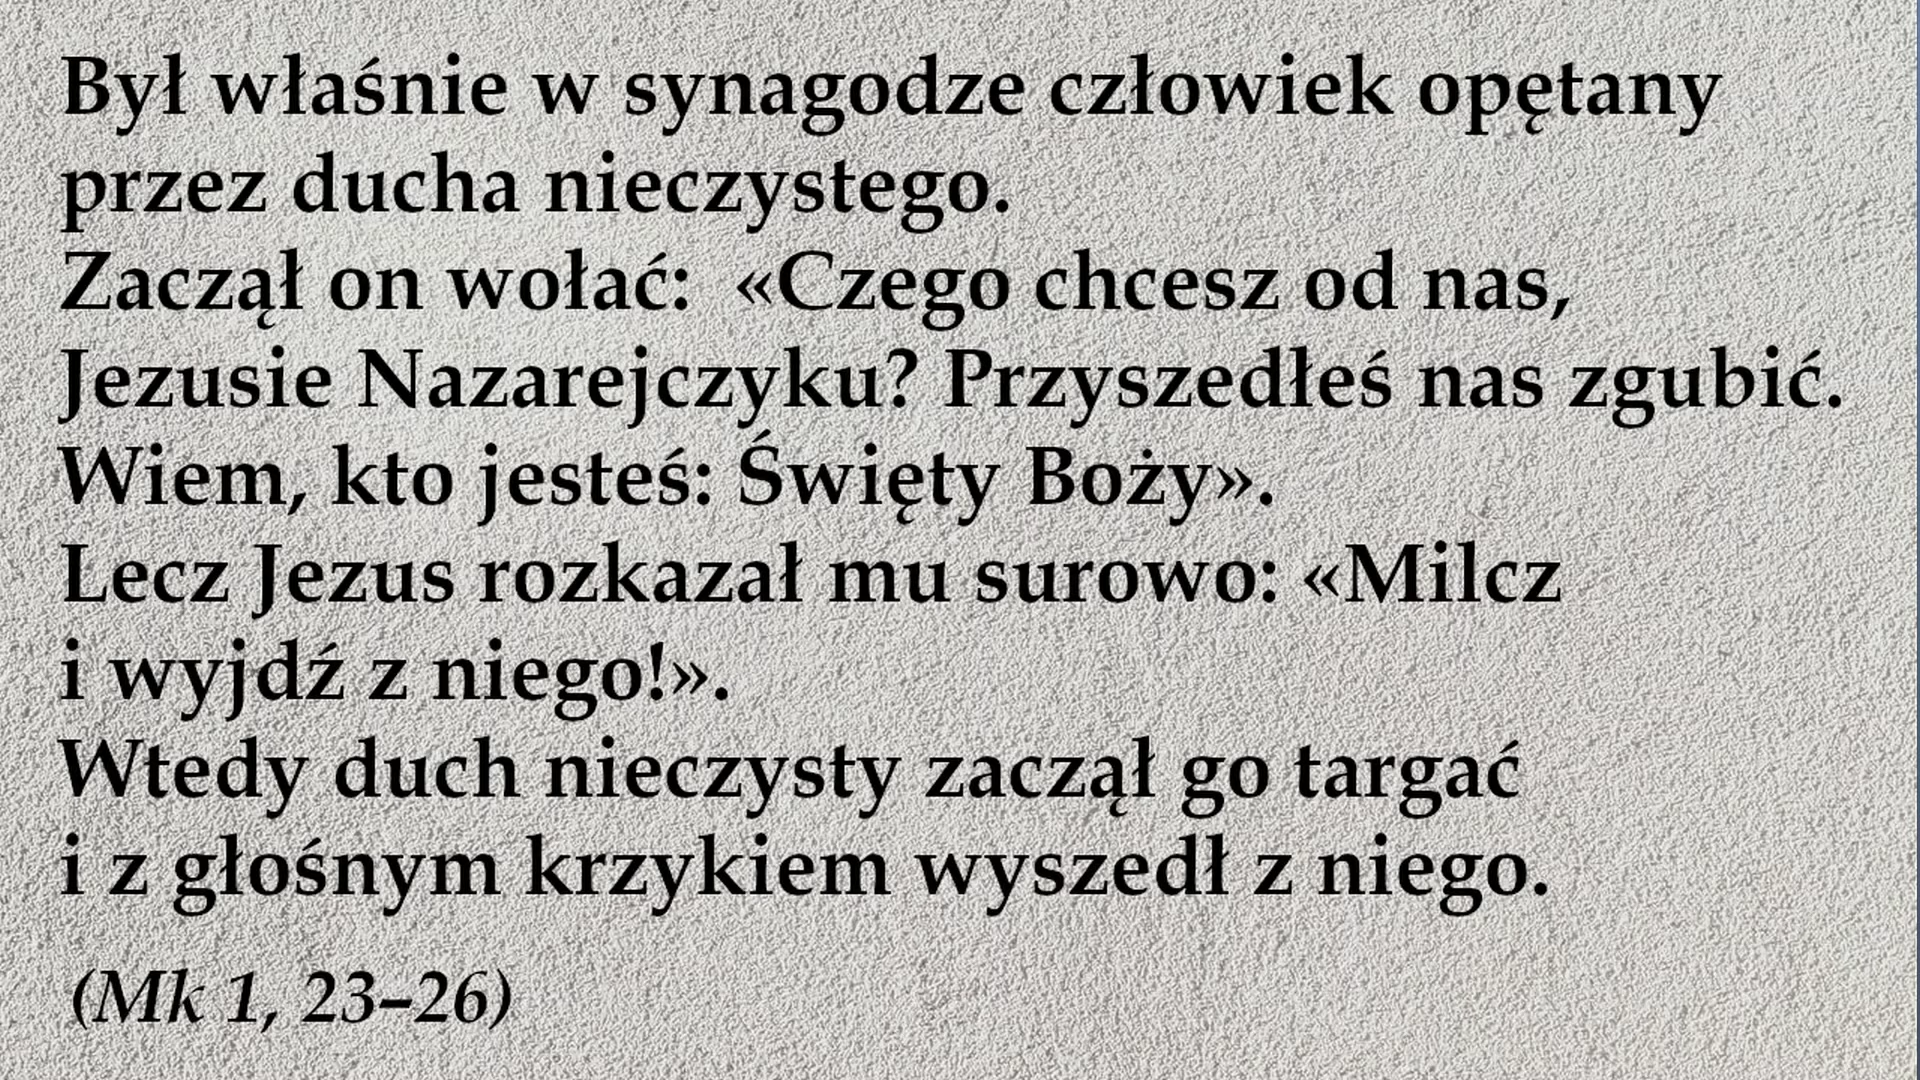 Był właśnie w synagodze człowiek opętany
przez ducha nieczystego.
Zaczął on wołać:  «Czego chcesz od nas,
Jezusie Nazarejczyku? Przyszedłeś nas zgubić.
Wiem, kto jesteś: Święty Boży».
Lecz Jezus rozkazał mu surowo: «Milcz
i wyjdź z niego!».
Wtedy duch nieczysty zaczął go targać
i z głośnym krzykiem wyszedł z niego.
(Mk 1, 23–26)